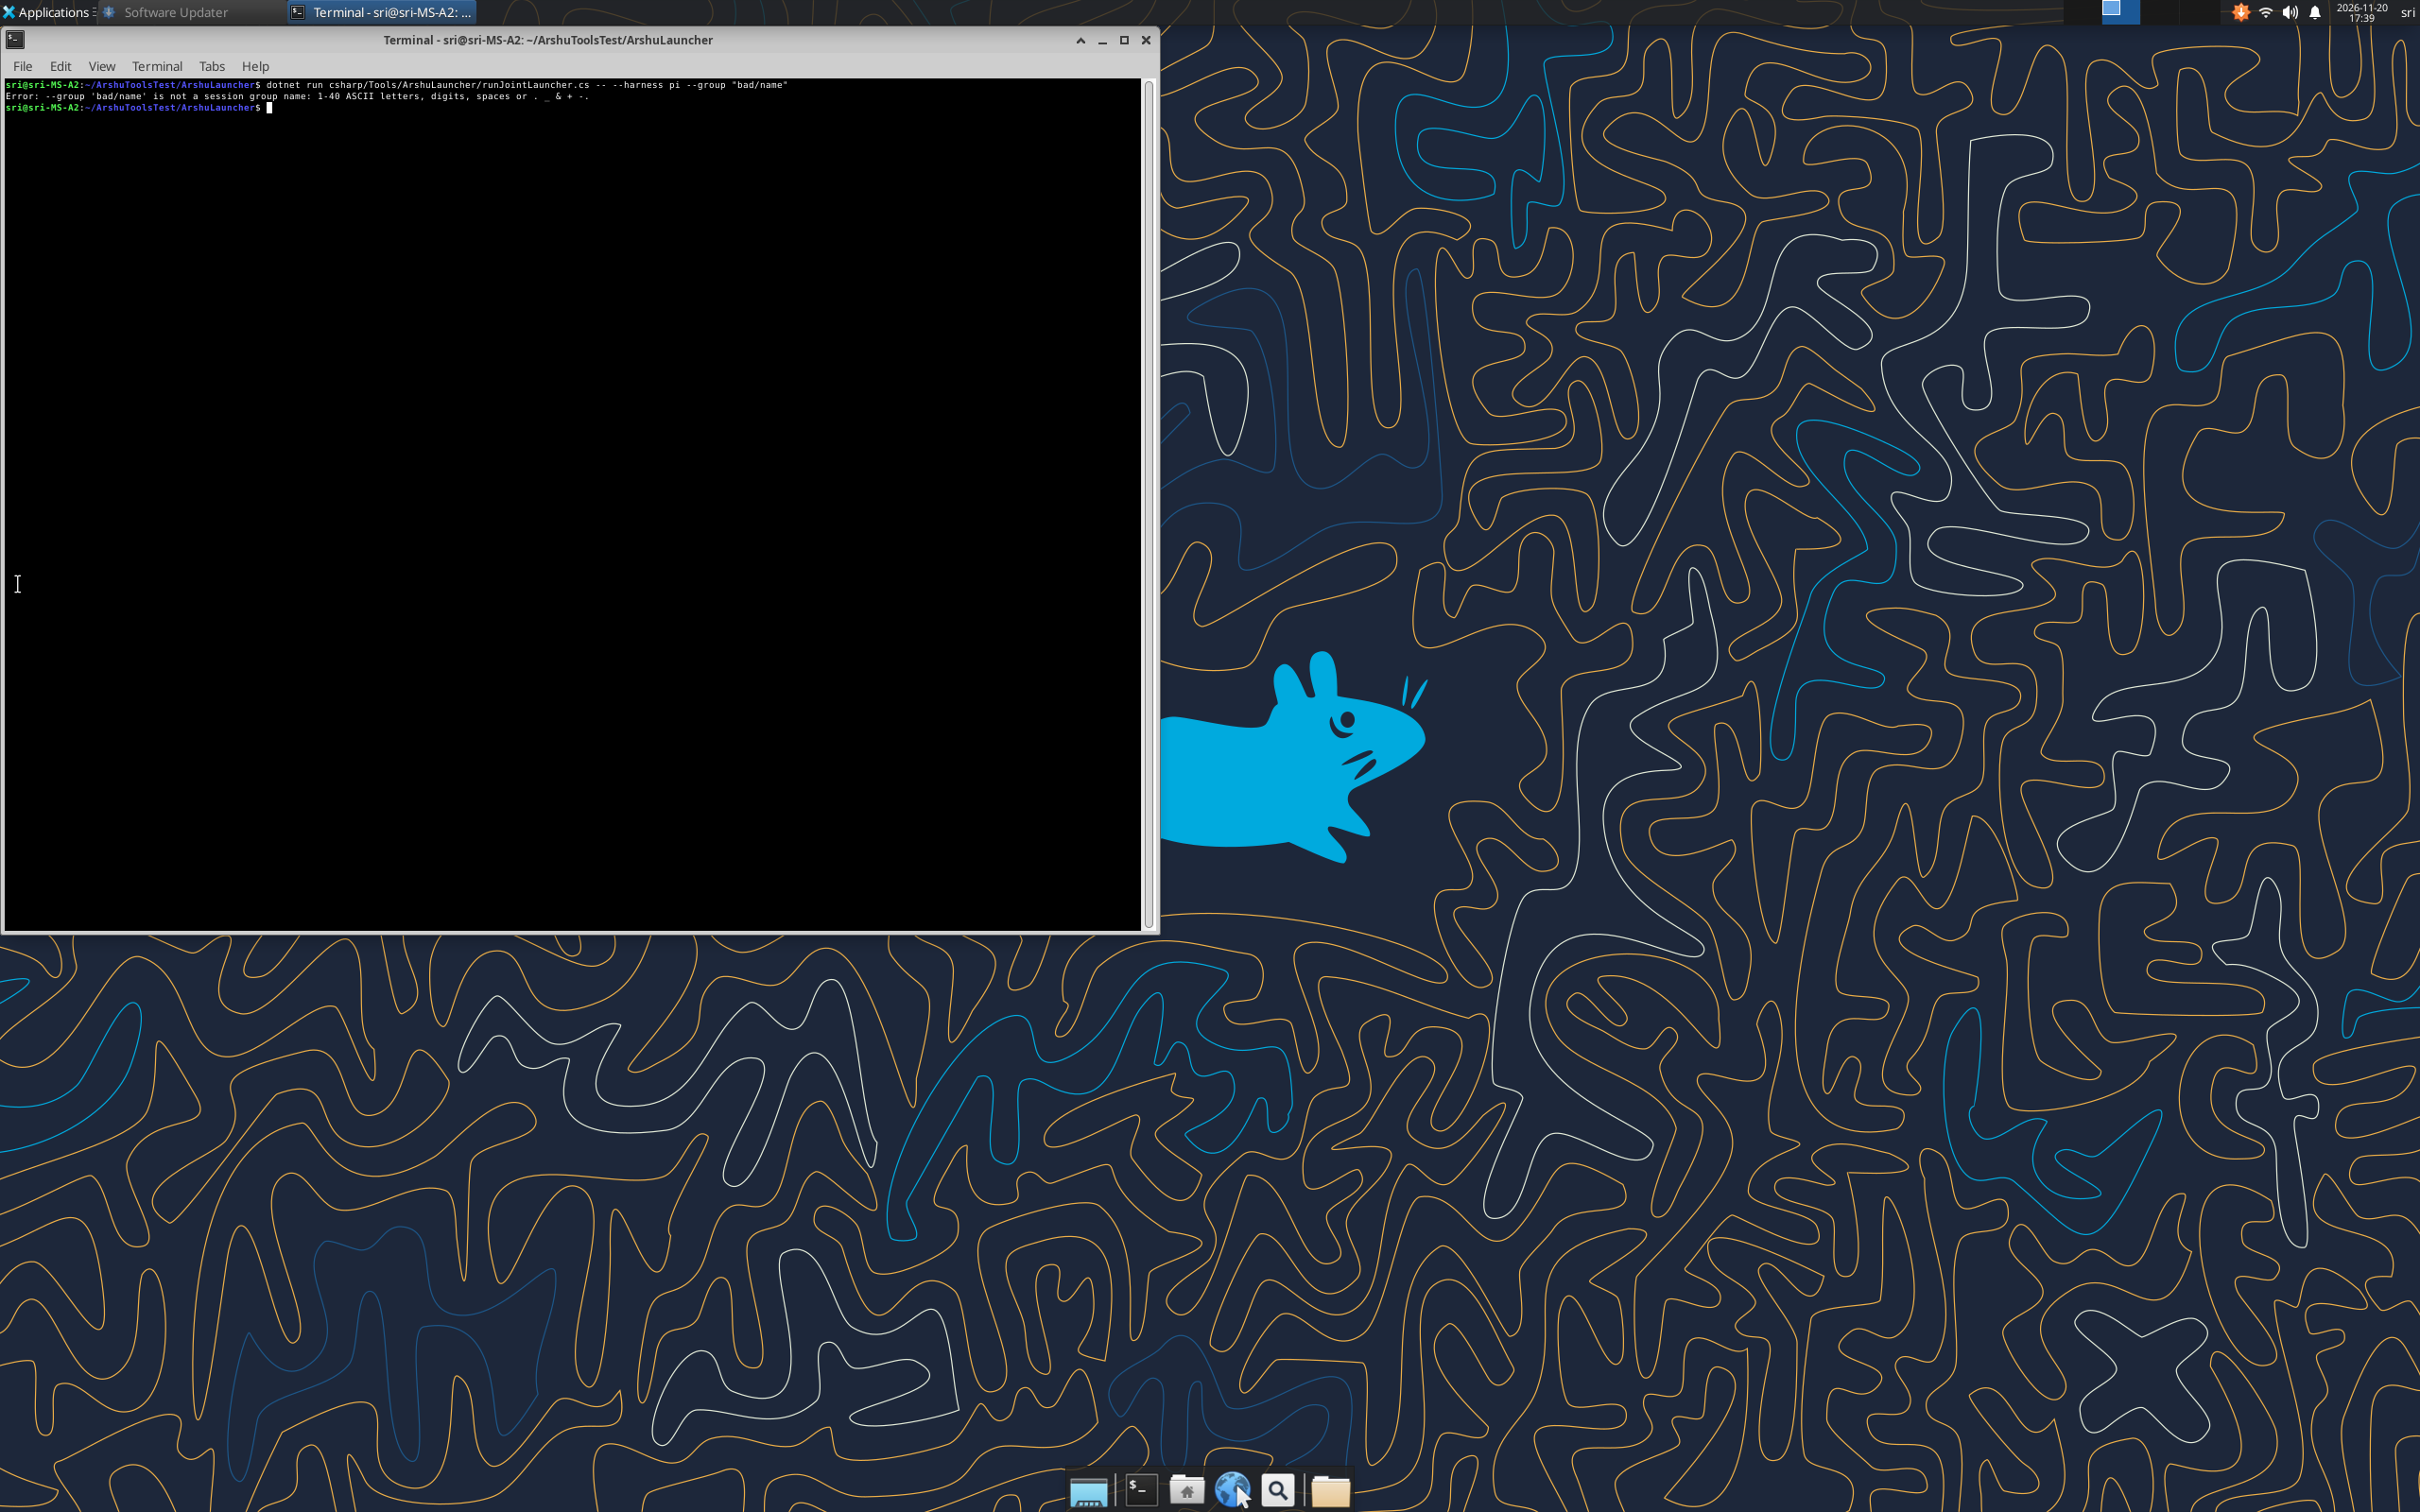 Applications
Software Updater
Terminal - sri@sri-MS-A2: ...
2026-11-20
17:39
sri
Terminal - sri@sri-MS-A2: ~/ArshuToolsTest/ArshuLauncher
File Edit View Terminal Tabs Help
sri@sri-MS-A2:~/ArshuToolsTest/ArshuLauncher$ dotnet run csharp/Tools/ArshuLauncher/runJointLauncher.cs -- --harness pi --group "bad/name"
Error: --group 'bad/name' is not a session group name: 1-40 ASCII letters, digits, spaces or . _ & + -.
sri@sri-MS-A2:~/ArshuToolsTest/ArshuLauncher$